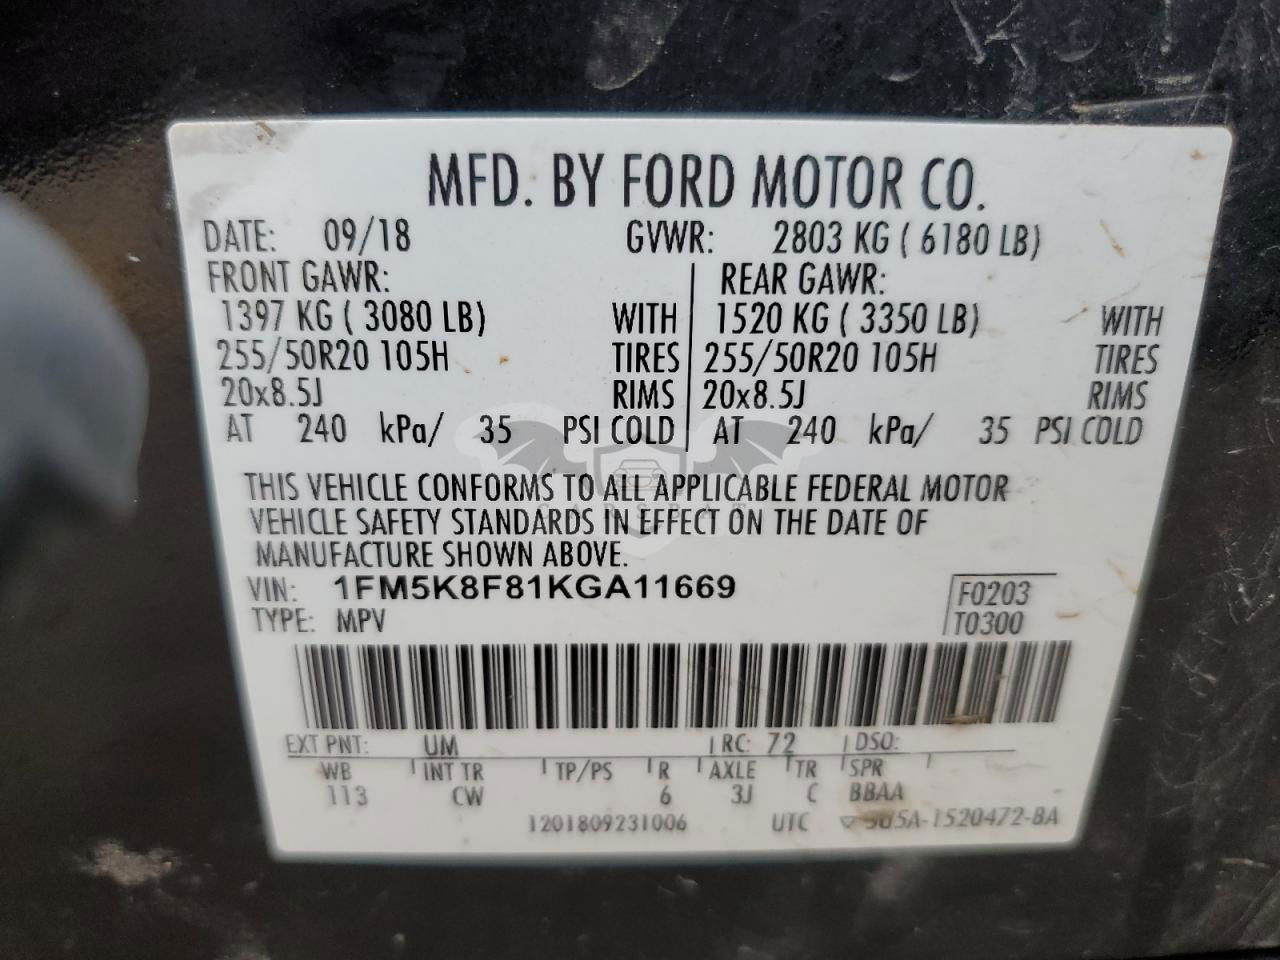 MFD. BY FORD MOTOR CO.
DATE: 09/18 GVWR: 2803 KG ( 6180 LB)
FRONT GAWR: REAR GAWR:
1397 KG ( 3080 LB) WITH 1520 KG ( 3350 LB) WITH
255/50R20 105H TIRES 255/50R20 105H TIRES
20x8.5J RIMS 20x8.5J RIMS
AT 240 kPa/ 35 PSI COLD AT 240 kPa/ 35 PSI COLD
THIS VEHICLE CONFORMS TO ALL APPLICABLE FEDERAL MOTOR
VEHICLE SAFETY STANDARDS IN EFFECT ON THE DATE OF
MANUFACTURE SHOWN ABOVE.
VIN: 1FM5K8F81KGA11669 F0203
TYPE: MPV T0300
EXT PNT: UM RC: 72 DSO:
WB INT TR TP/PS R AXLE TR SPR
113 CW 6 3J C BBAA
1201809231006 UTC 5U5A-1520472-BA
CARSBAT